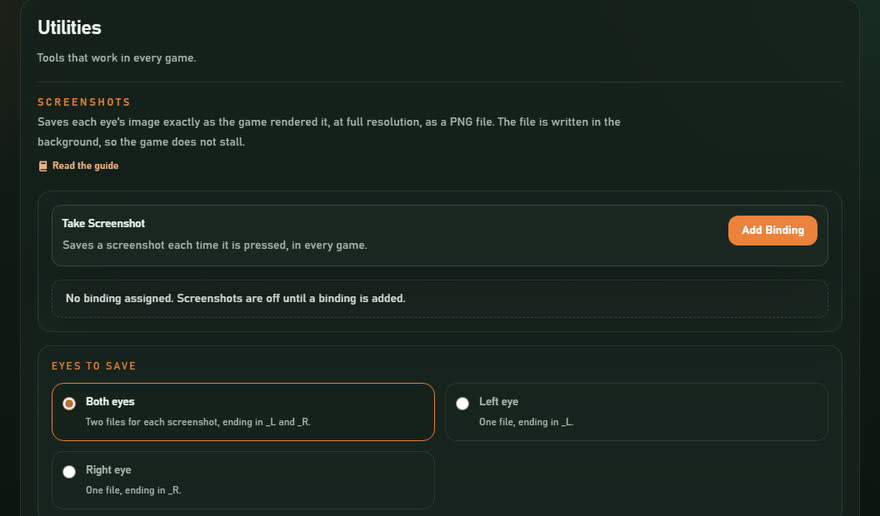 Utilities
Tools that work in every game.
SCREENSHOTS
Saves each eye's image exactly as the game rendered it, at full resolution, as a PNG file. The file is written in the
background, so the game does not stall.
Read the guide
Take Screenshot
Saves a screenshot each time it is pressed, in every game.
Add Binding
No binding assigned. Screenshots are off until a binding is added.
EYES TO SAVE
Both eyes
Two files for each screenshot, ending in _L and _R.
Left eye
One file, ending in _L.
Right eye
One file, ending in _R.